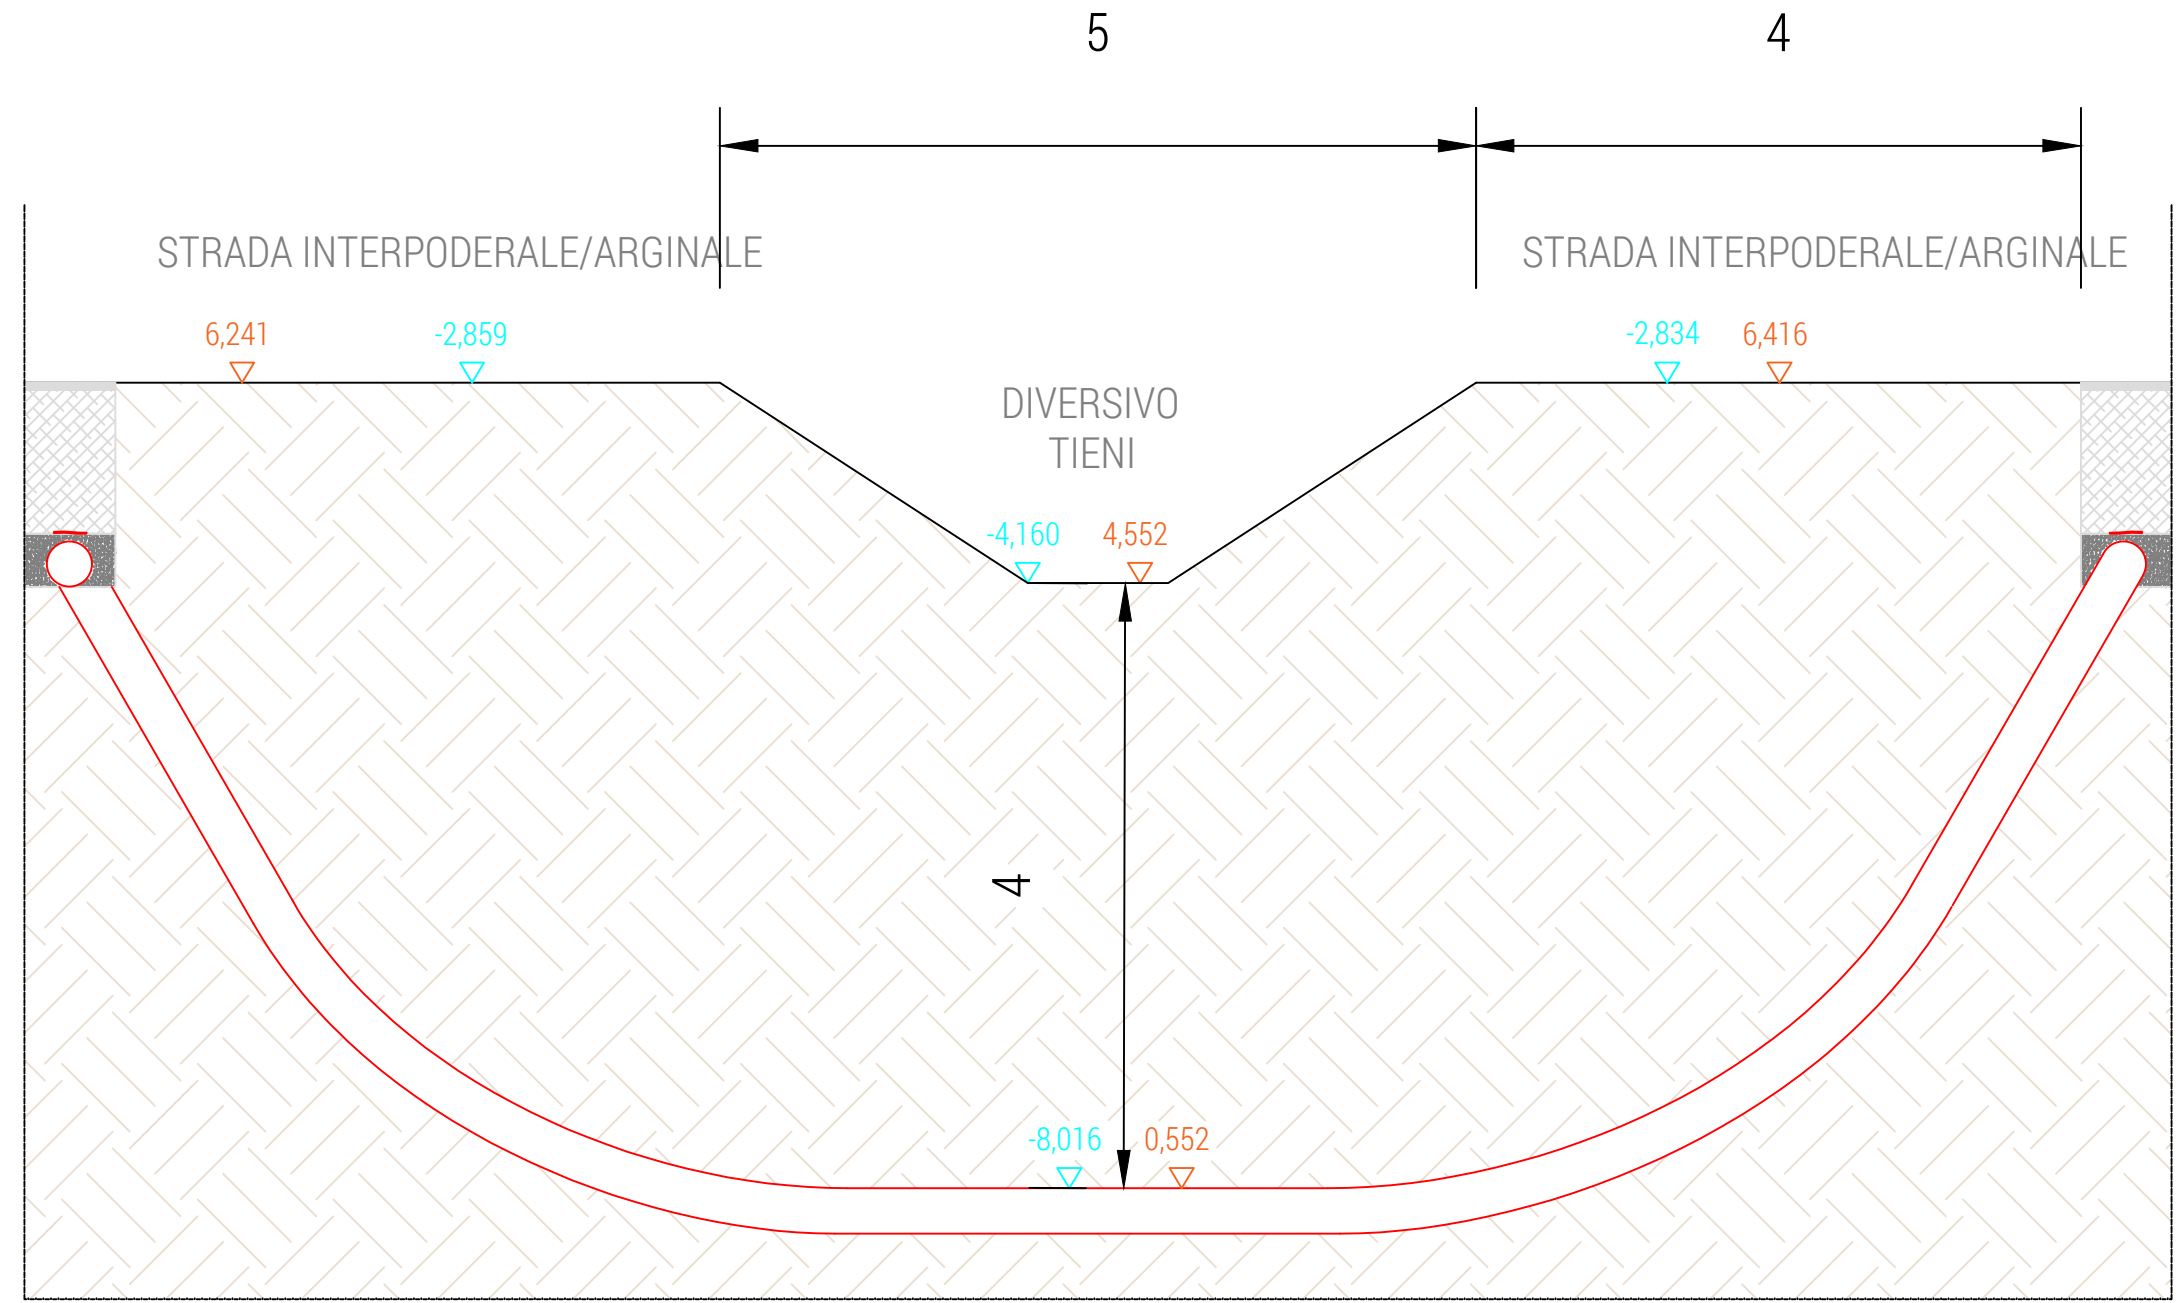 5
4
STRADA INTERPODERALE/ARGINALE
STRADA INTERPODERALE/ARGINALE
6,241
-2,859
-2,834
6,416
DIVERSIVO
TIENI
-4,160
4,552
4
-8,016
0,552